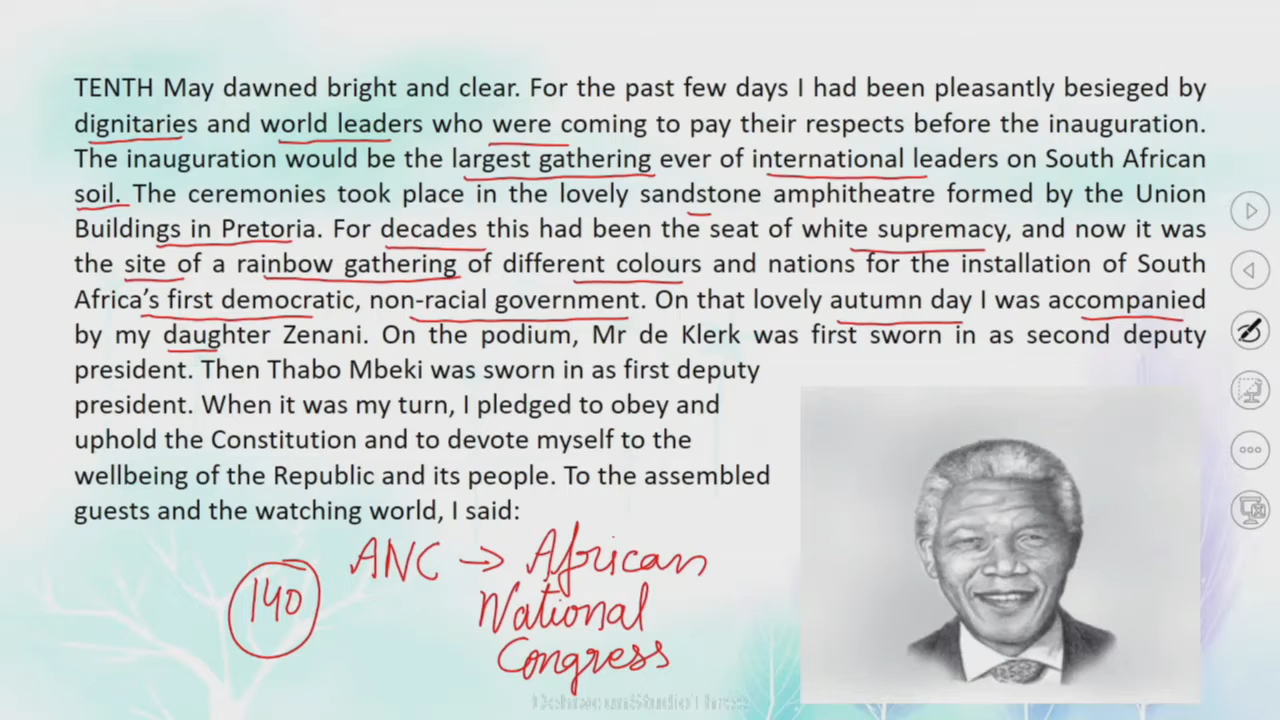 TENTH May dawned bright and clear. For the past few days I had been pleasantly besieged by
dignitaries and world leaders who were coming to pay their respects before the inauguration.
The inauguration would be the largest gathering ever of international leaders on South African
soil. The ceremonies took place in the lovely sandstone amphitheatre formed by the Union
Buildings in Pretoria. For decades this had been the seat of white supremacy, and now it was
the site of a rainbow gathering of different colours and nations for the installation of South
Africa's first democratic, non-racial government. On that lovely autumn day I was accompanied
by my daughter Zenani. On the podium, Mr de Klerk was first sworn in as second deputy
president. Then Thabo Mbeki was sworn in as first deputy
president. When it was my turn, I pledged to obey and
uphold the Constitution and to devote myself to the
wellbeing of the Republic and its people. To the assembled
guests and the watching world, I said:
ANC → African
140 National
Congress